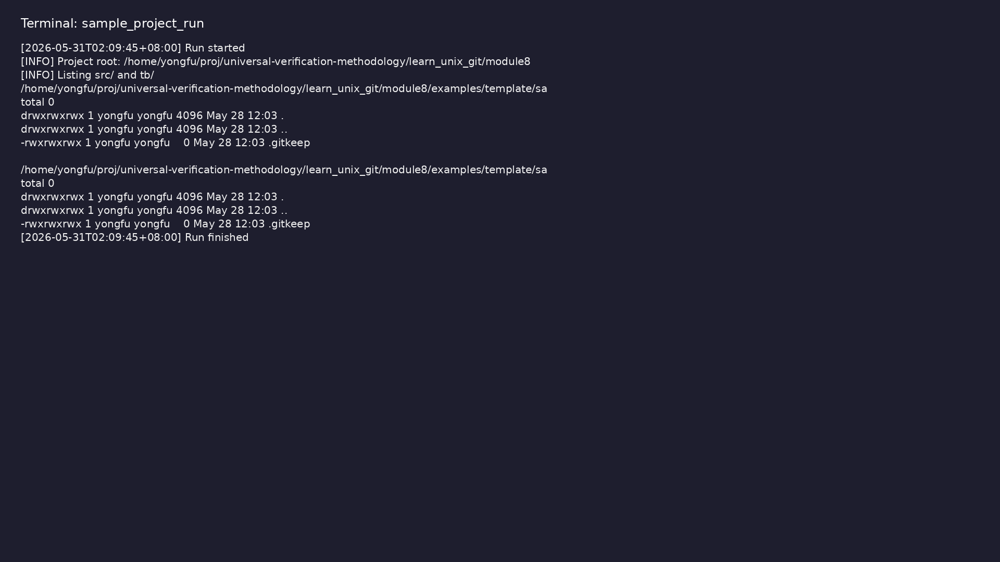 Terminal: sample_project_run
[2026-05-31T02:09:45+08:00] Run started
[INFO] Project root: /home/yongfu/proj/universal-verification-methodology/learn_unix_git/module8
[INFO] Listing src/ and tb/
/home/yongfu/proj/universal-verification-methodology/learn_unix_git/module8/examples/template/sa
total 0
drwxrwxrwx 1 yongfu yongfu 4096 May 28 12:03 .
drwxrwxrwx 1 yongfu yongfu 4096 May 28 12:03 ..
-rwxrwxrwx 1 yongfu yongfu    0 May 28 12:03 .gitkeep

/home/yongfu/proj/universal-verification-methodology/learn_unix_git/module8/examples/template/sa
total 0
drwxrwxrwx 1 yongfu yongfu 4096 May 28 12:03 .
drwxrwxrwx 1 yongfu yongfu 4096 May 28 12:03 ..
-rwxrwxrwx 1 yongfu yongfu    0 May 28 12:03 .gitkeep
[2026-05-31T02:09:45+08:00] Run finished